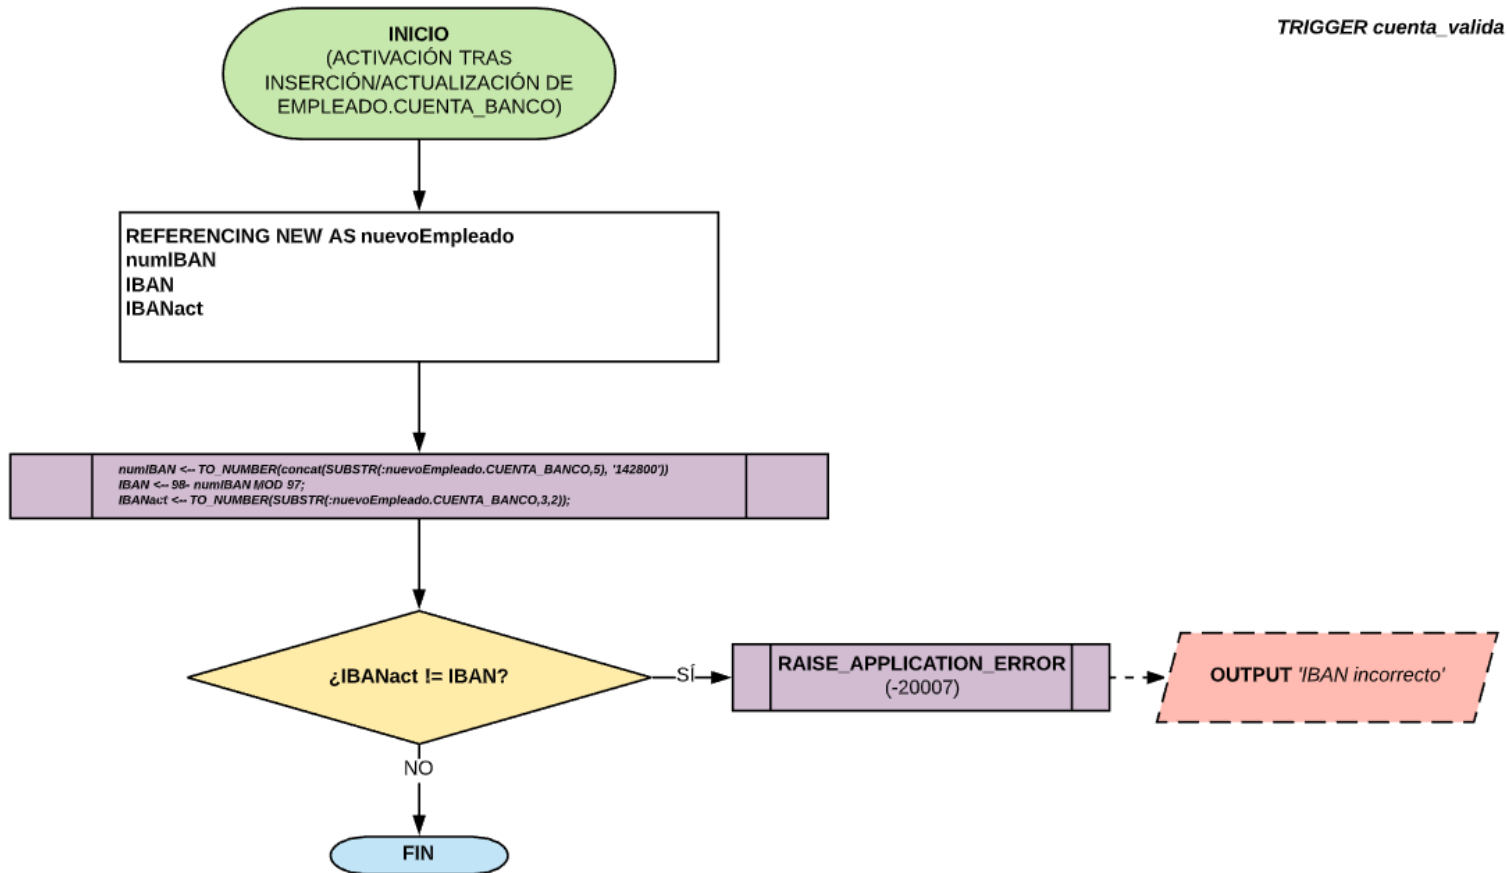 TRIGGER cuenta_valida
INICIO
(ACTIVACIÓN TRAS
INSERCIÓN/ACTUALIZACIÓN DE
EMPLEADO.CUENTA_BANCO)
REFERENCING NEW AS nuevoEmpleado
numIBAN
IBAN
IBANact
numIBAN <-- TO_NUMBER(concat(SUBSTR(:nuevoEmpleado.CUENTA_BANCO,5), '142800'))
IBAN <-- 98- numIBAN MOD 97;
IBANact <-- TO_NUMBER(SUBSTR(:nuevoEmpleado.CUENTA_BANCO,3,2));
¿IBANact != IBAN?
SÍ
RAISE_APPLICATION_ERROR
(-20007)
OUTPUT 'IBAN incorrecto'
NO
FIN